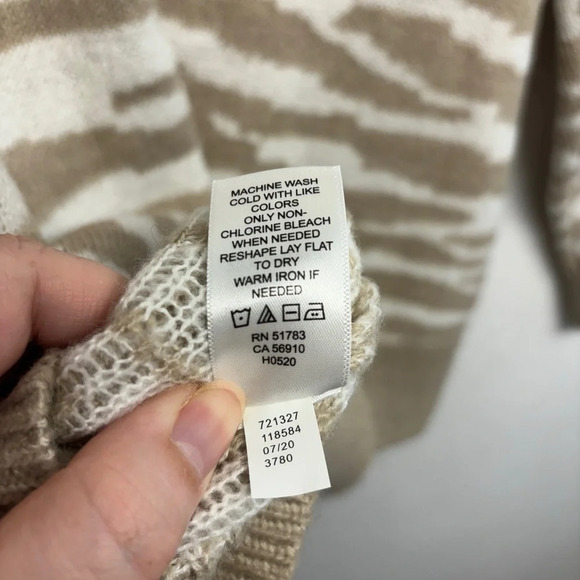 MACHINE WASH
COLD WITH LIKE
COLORS
ONLY NON-
CHLORINE BLEACH
WHEN NEEDED
RESHAPE LAY FLAT
TO DRY
WARM IRON IF
NEEDED
RN 51783
CA 56910
H0520
721327
118584
07/20
3780